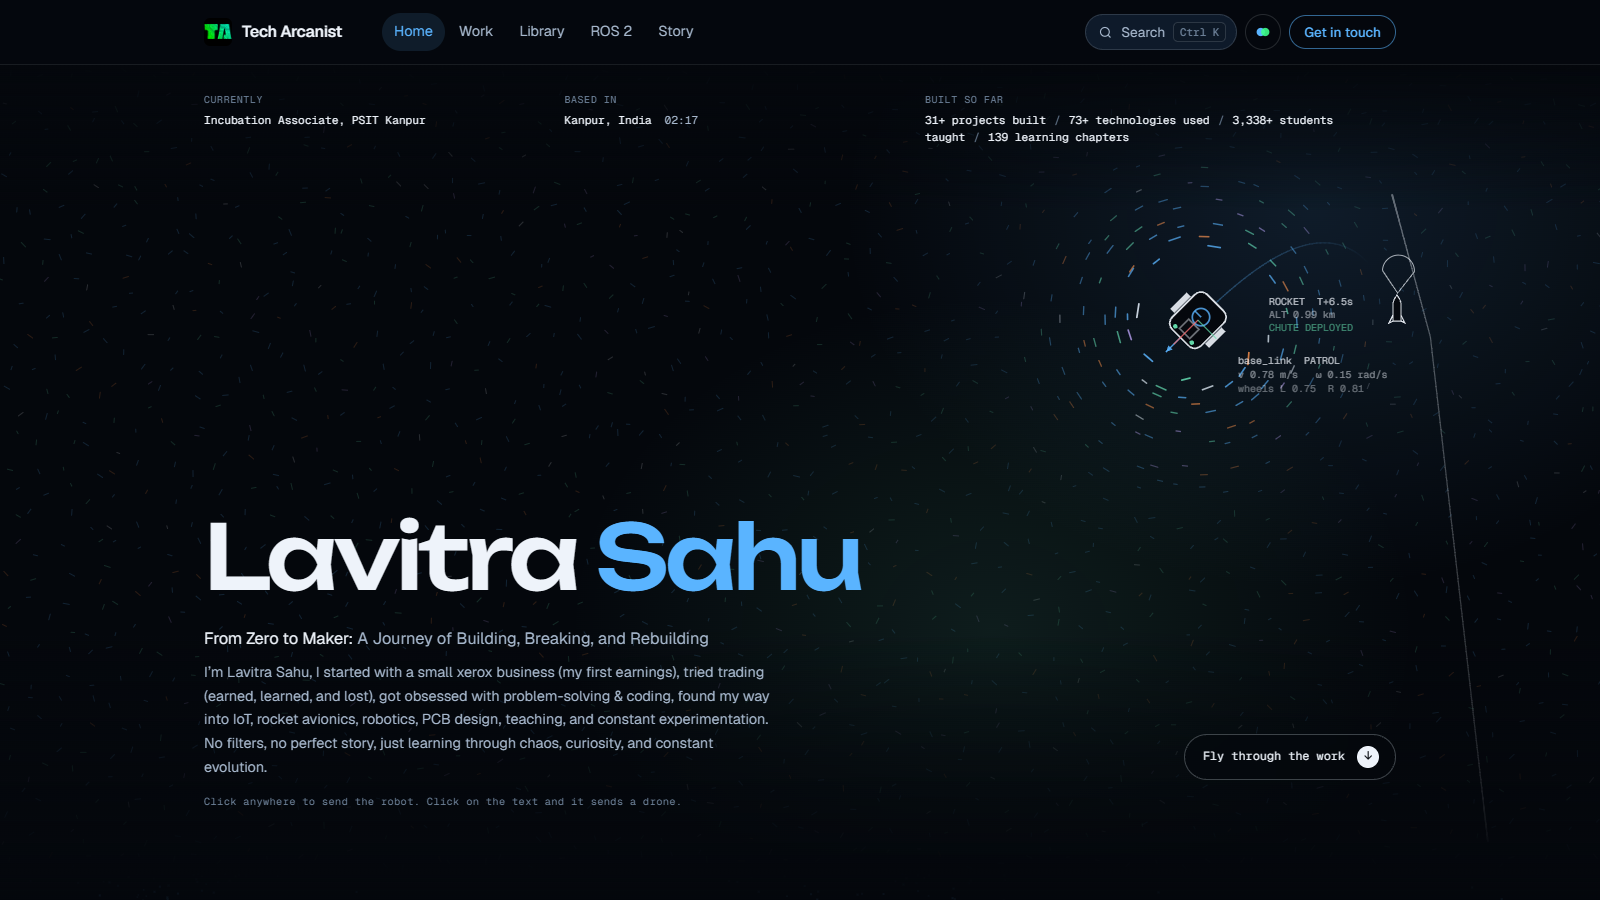 TA Tech Arcanist
Home
Work
Library
ROS 2
Story
Search Ctrl K
Get in touch
CURRENTLY
Incubation Associate, PSIT Kanpur
BASED IN
Kanpur, India 02:17
BUILT SO FAR
31+ projects built / 73+ technologies used / 3,338+ students
taught / 139 learning chapters
ROCKET T+6.5s
ALT 0.99 km
CHUTE DEPLOYED
base_link PATROL
v 0.78 m/s ω 0.15 rad/s
wheels L 0.75 R 0.81
Lavitra Sahu
From Zero to Maker: A Journey of Building, Breaking, and Rebuilding
I'm Lavitra Sahu, I started with a small xerox business (my first earnings), tried trading
(earned, learned, and lost), got obsessed with problem-solving & coding, found my way
into IoT, rocket avionics, robotics, PCB design, teaching, and constant experimentation.
No filters, no perfect story, just learning through chaos, curiosity, and constant
evolution.
Fly through the work
Click anywhere to send the robot. Click on the text and it sends a drone.